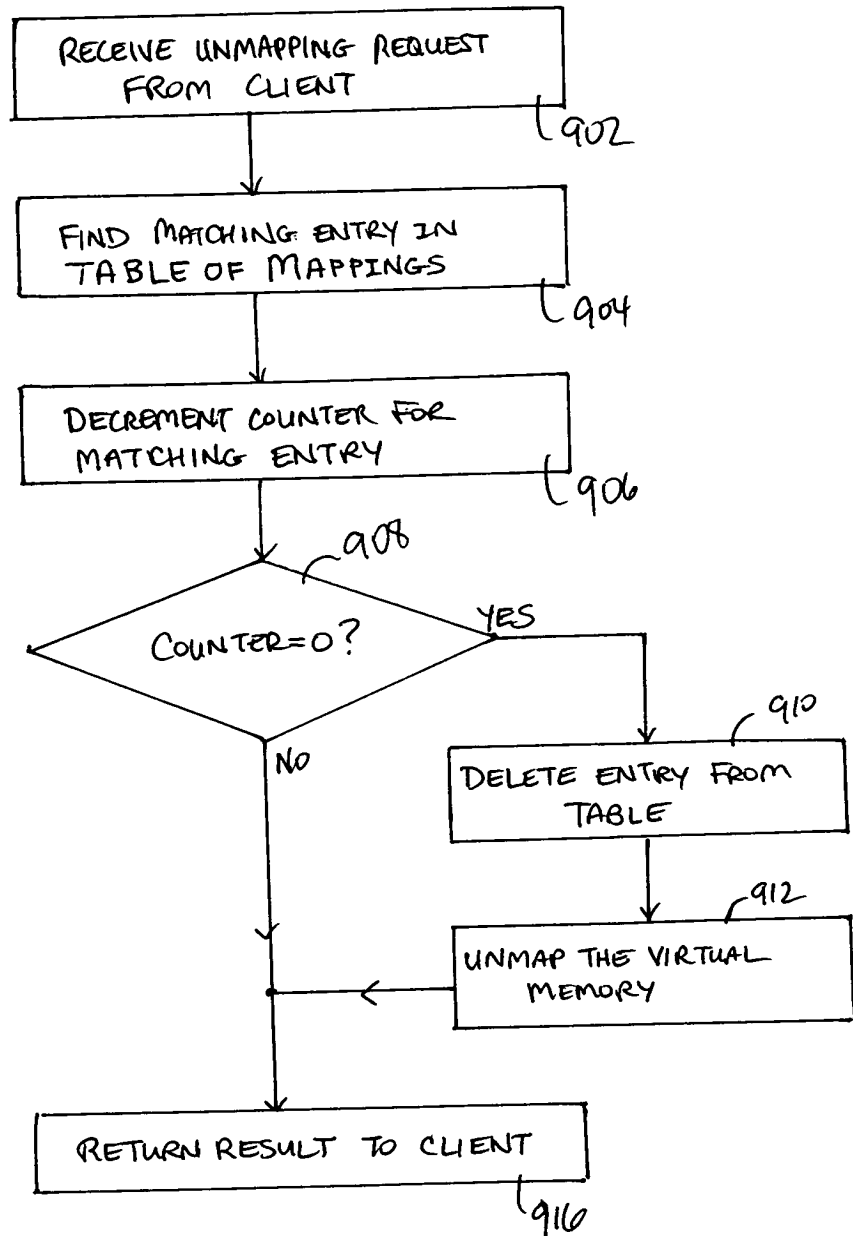 RECEIVE UNMAPPING REQUEST
FROM CLIENT
902
FIND MATCHING ENTRY IN
TABLE OF MAPPINGS
904
DECREMENT COUNTER FOR
MATCHING ENTRY
906
908
COUNTER=0?
YES
NO
910
DELETE ENTRY FROM
TABLE
912
UNMAP THE VIRTUAL
MEMORY
RETURN RESULT TO CLIENT
916